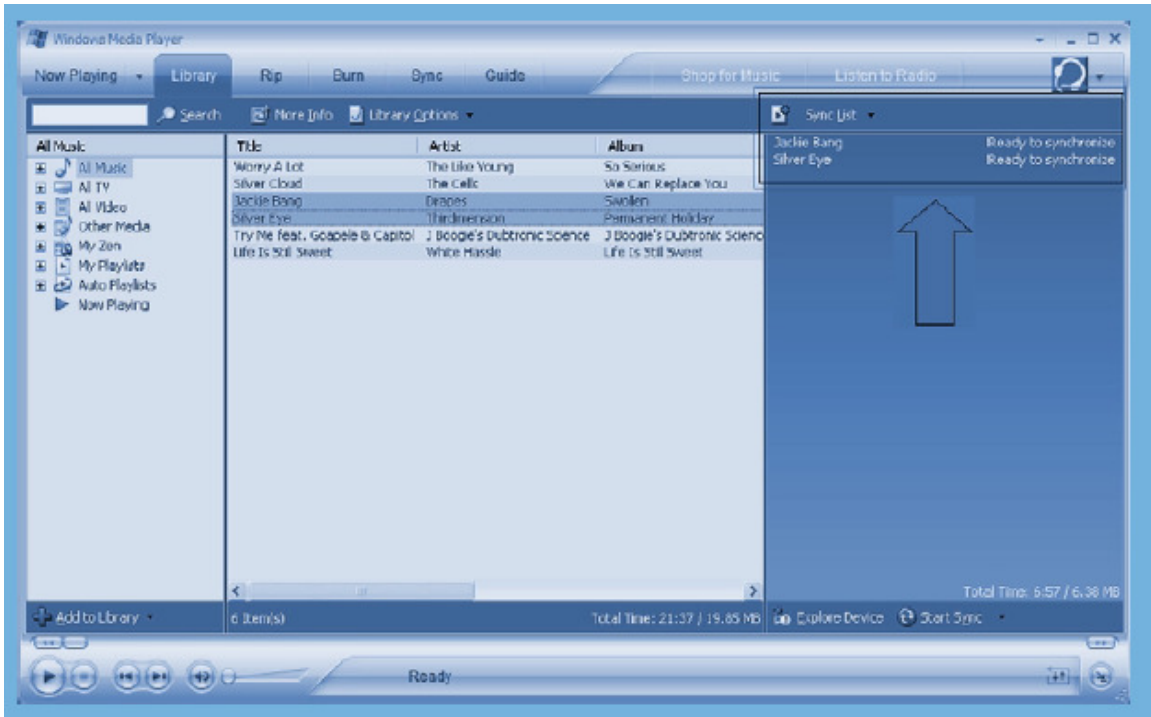 Windows Media Player
Now Playing Library Rip Burn Sync Guide Shop for Music Listen to Radio
Search More Info Library Options Sync List
All Music Title Artist Album
Jackie Bang Ready to synchronize
Silver Eye Ready to synchronize
All Music Worry A Lot The Like Young So Serious
All TV Silver Cloud The Cells We Can Replace You
All Video Jackie Bang Drapes Swollen
Other Media Silver Eye Thirdimension Permanent Holiday
My Zen Try Me feat. Goapele & Capitol J Boogie's Dubtronic Science J Boogie's Dubtronic Scienc
My Playlists Life Is Still Sweet White Hassle Life Is Still Sweet
Auto Playlists
Now Playing
Total Time: 6:57 / 6.38 MB
Add to Library 6 Item(s) Total Time: 21:37 / 19.85 MB Explore Device Start Sync
Ready